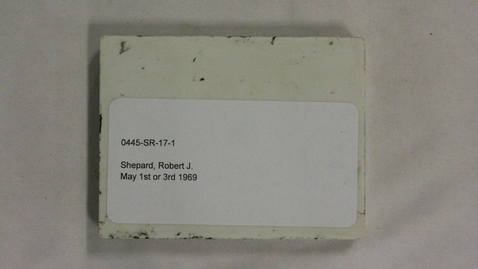 0445-SR-17-1
Shepard, Robert J.
May 1st or 3rd 1969